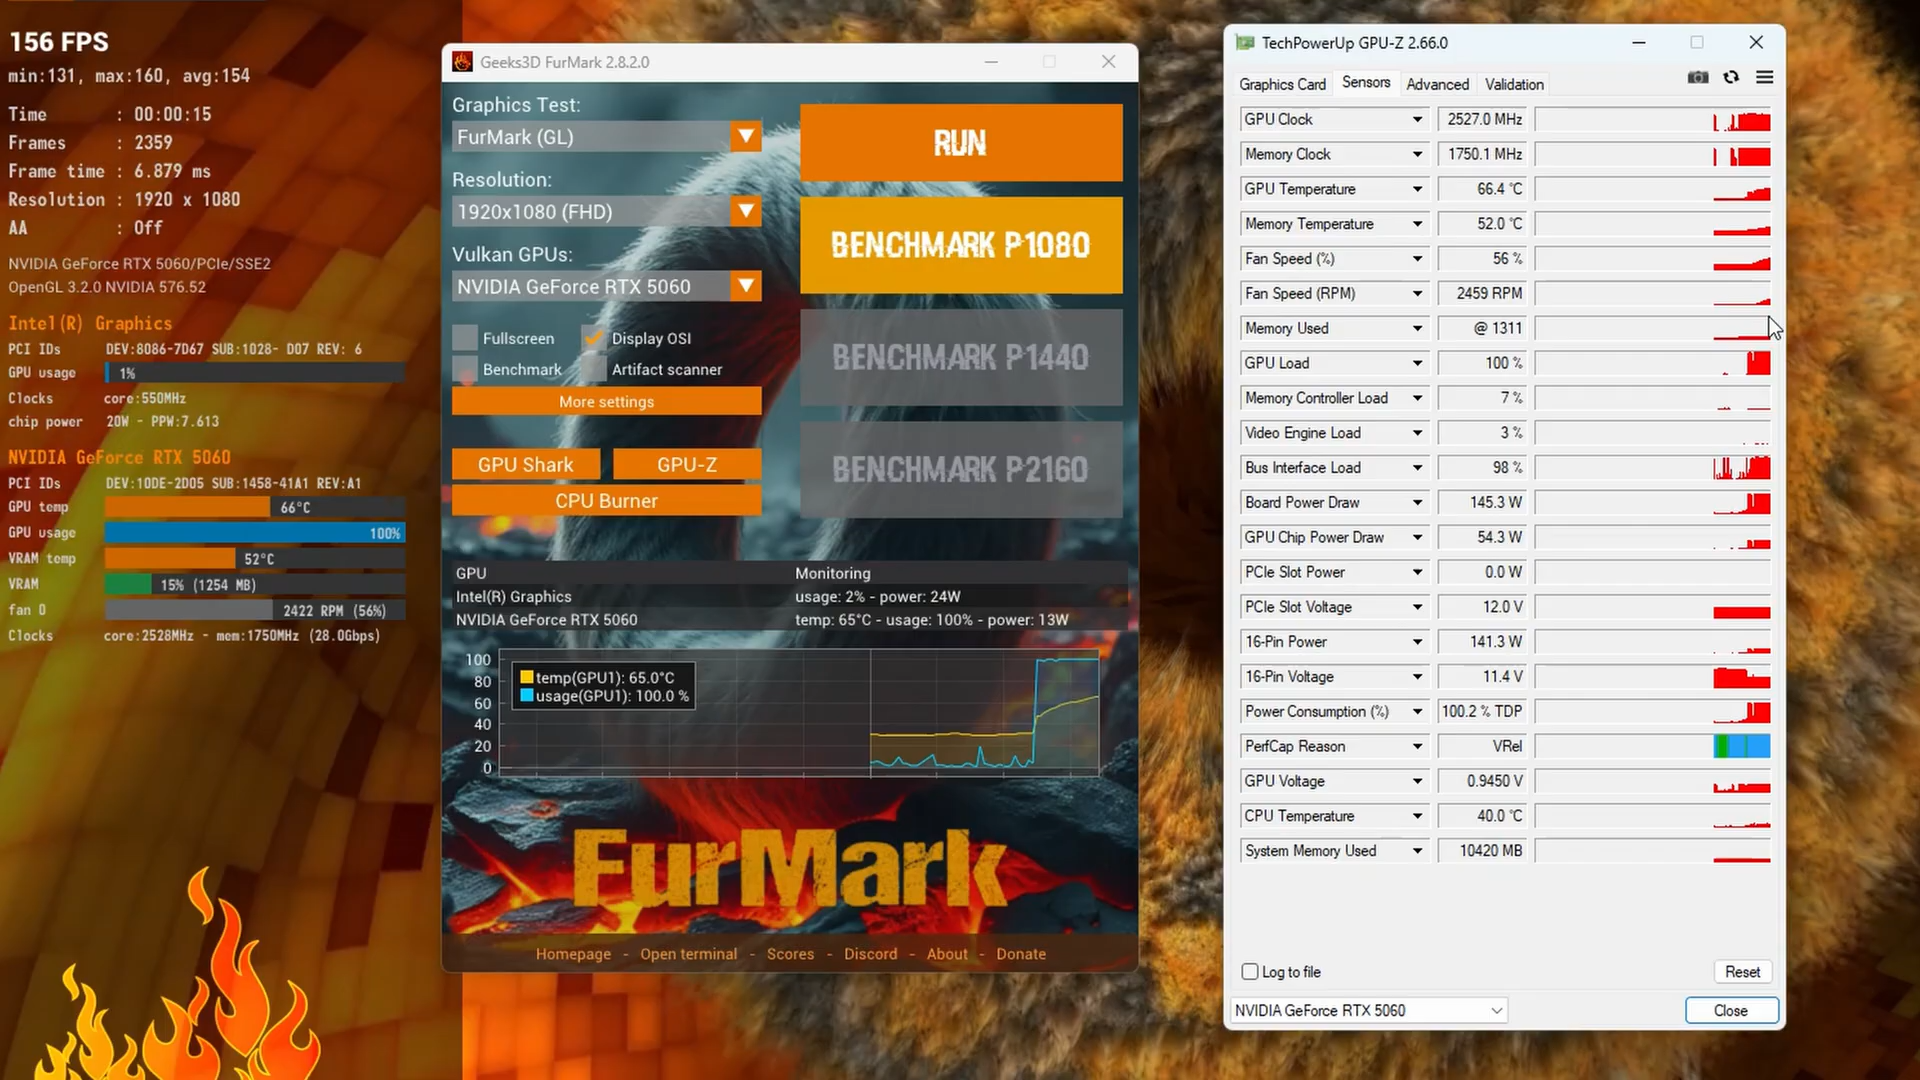 156 FPS
min:131, max:160, avg:154
Time : 00:00:15
Frames : 2359
Frame time : 6.879 ms
Resolution : 1920 x 1080
AA : Off
NVIDIA GeForce RTX 5060/PCIe/SSE2
OpenGL 3.2.0 NVIDIA 576.52
Intel(R) Graphics
PCI IDs DEV:8086-7D67 SUB:1028- D07 REV: 6
GPU usage 1%
Clocks core:550MHz
chip power 20W - PPW:7.613
NVIDIA GeForce RTX 5060
PCI IDs DEV:10DE-2D05 SUB:1458-41A1 REV:A1
GPU temp 66°C
GPU usage 100%
VRAM temp 52°C
VRAM 15% (1254 MB)
fan 0 2422 RPM (56%)
Clocks core:2528MHz - mem:1750MHz (28.0Gbps)
Geeks3D FurMark 2.8.2.0
Graphics Test:
FurMark (GL)
Resolution:
1920x1080 (FHD)
Vulkan GPUs:
NVIDIA GeForce RTX 5060
Fullscreen Display OSI
Benchmark Artifact scanner
More settings
GPU Shark GPU-Z
CPU Burner
RUN
BENCHMARK P1080
BENCHMARK P1440
BENCHMARK P2160
GPU Monitoring
Intel(R) Graphics usage: 2% - power: 24W
NVIDIA GeForce RTX 5060 temp: 65°C - usage: 100% - power: 13W
100
80
60
40
20
0
temp(GPU1): 65.0°C
usage(GPU1): 100.0 %
FurMark
Homepage - Open terminal - Scores - Discord - About - Donate
TechPowerUp GPU-Z 2.66.0
Graphics Card Sensors Advanced Validation
GPU Clock 2527.0 MHz
Memory Clock 1750.1 MHz
GPU Temperature 66.4 °C
Memory Temperature 52.0 °C
Fan Speed (%) 56 %
Fan Speed (RPM) 2459 RPM
Memory Used @ 1311
GPU Load 100 %
Memory Controller Load 7 %
Video Engine Load 3 %
Bus Interface Load 98 %
Board Power Draw 145.3 W
GPU Chip Power Draw 54.3 W
PCIe Slot Power 0.0 W
PCIe Slot Voltage 12.0 V
16-Pin Power 141.3 W
16-Pin Voltage 11.4 V
Power Consumption (%) 100.2 % TDP
PerfCap Reason VRel
GPU Voltage 0.9450 V
CPU Temperature 40.0 °C
System Memory Used 10420 MB
Log to file Reset
NVIDIA GeForce RTX 5060 Close